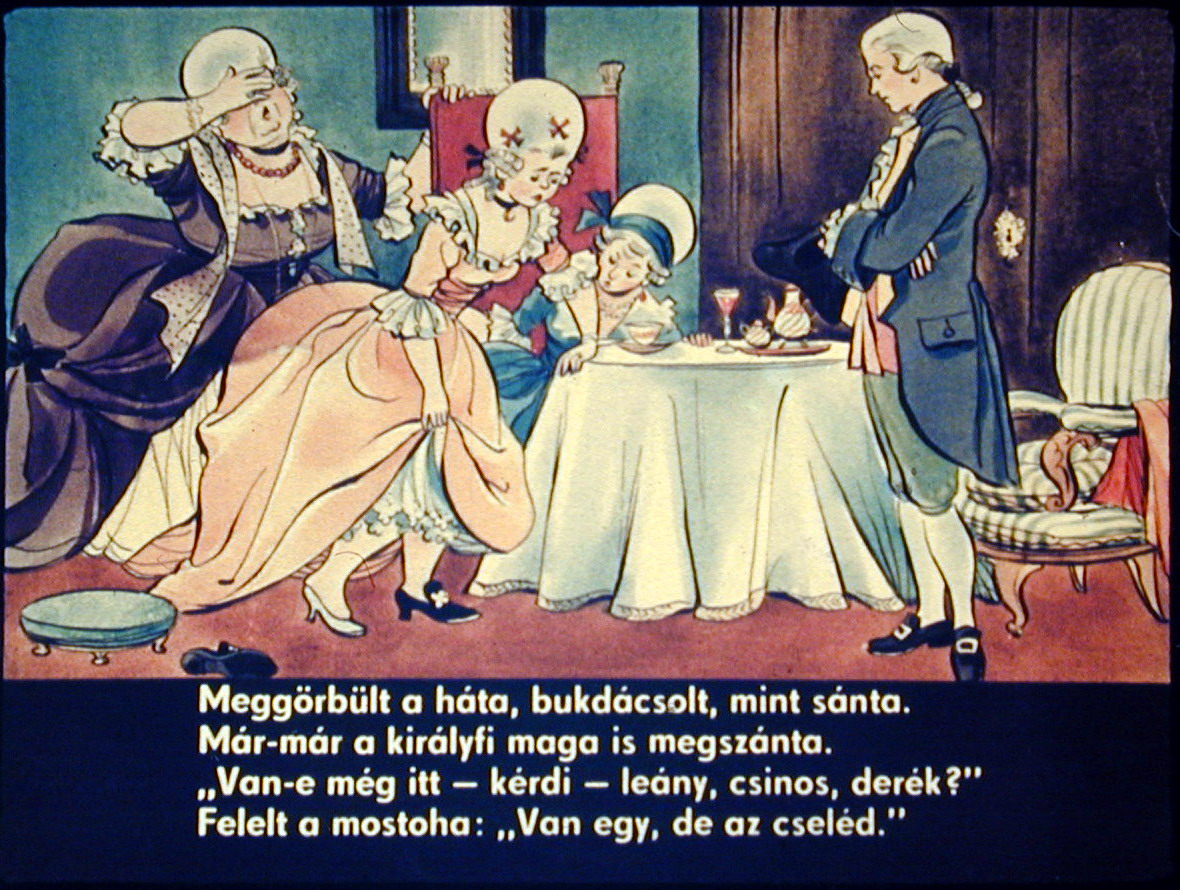 Meggörbült a háta, bukdácsolt, mint sánta.
Már-már a királyfi maga is megszánta.
„Van-e még itt — kérdi — leány, csinos, derék?”
Felelt a mostoha: „Van egy, de az cseléd.”